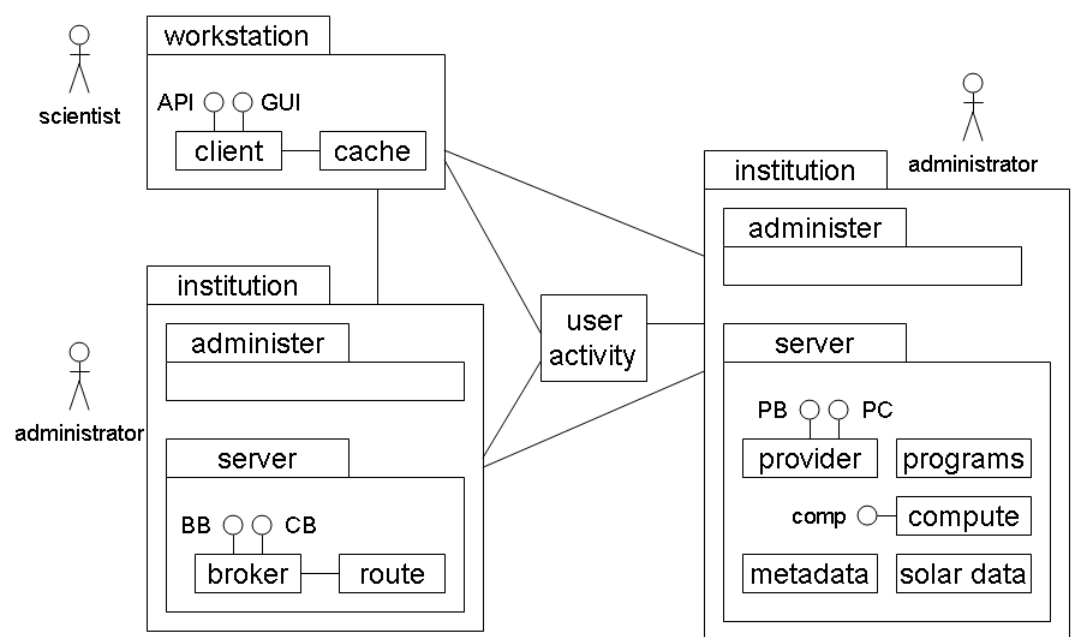 workstation
API
GUI
scientist
client
cache
administrator
institution
administer
institution
user
activity
administer
server
administrator
server
PB
PC
provider
programs
BB
CB
comp
compute
broker
route
metadata
solar data